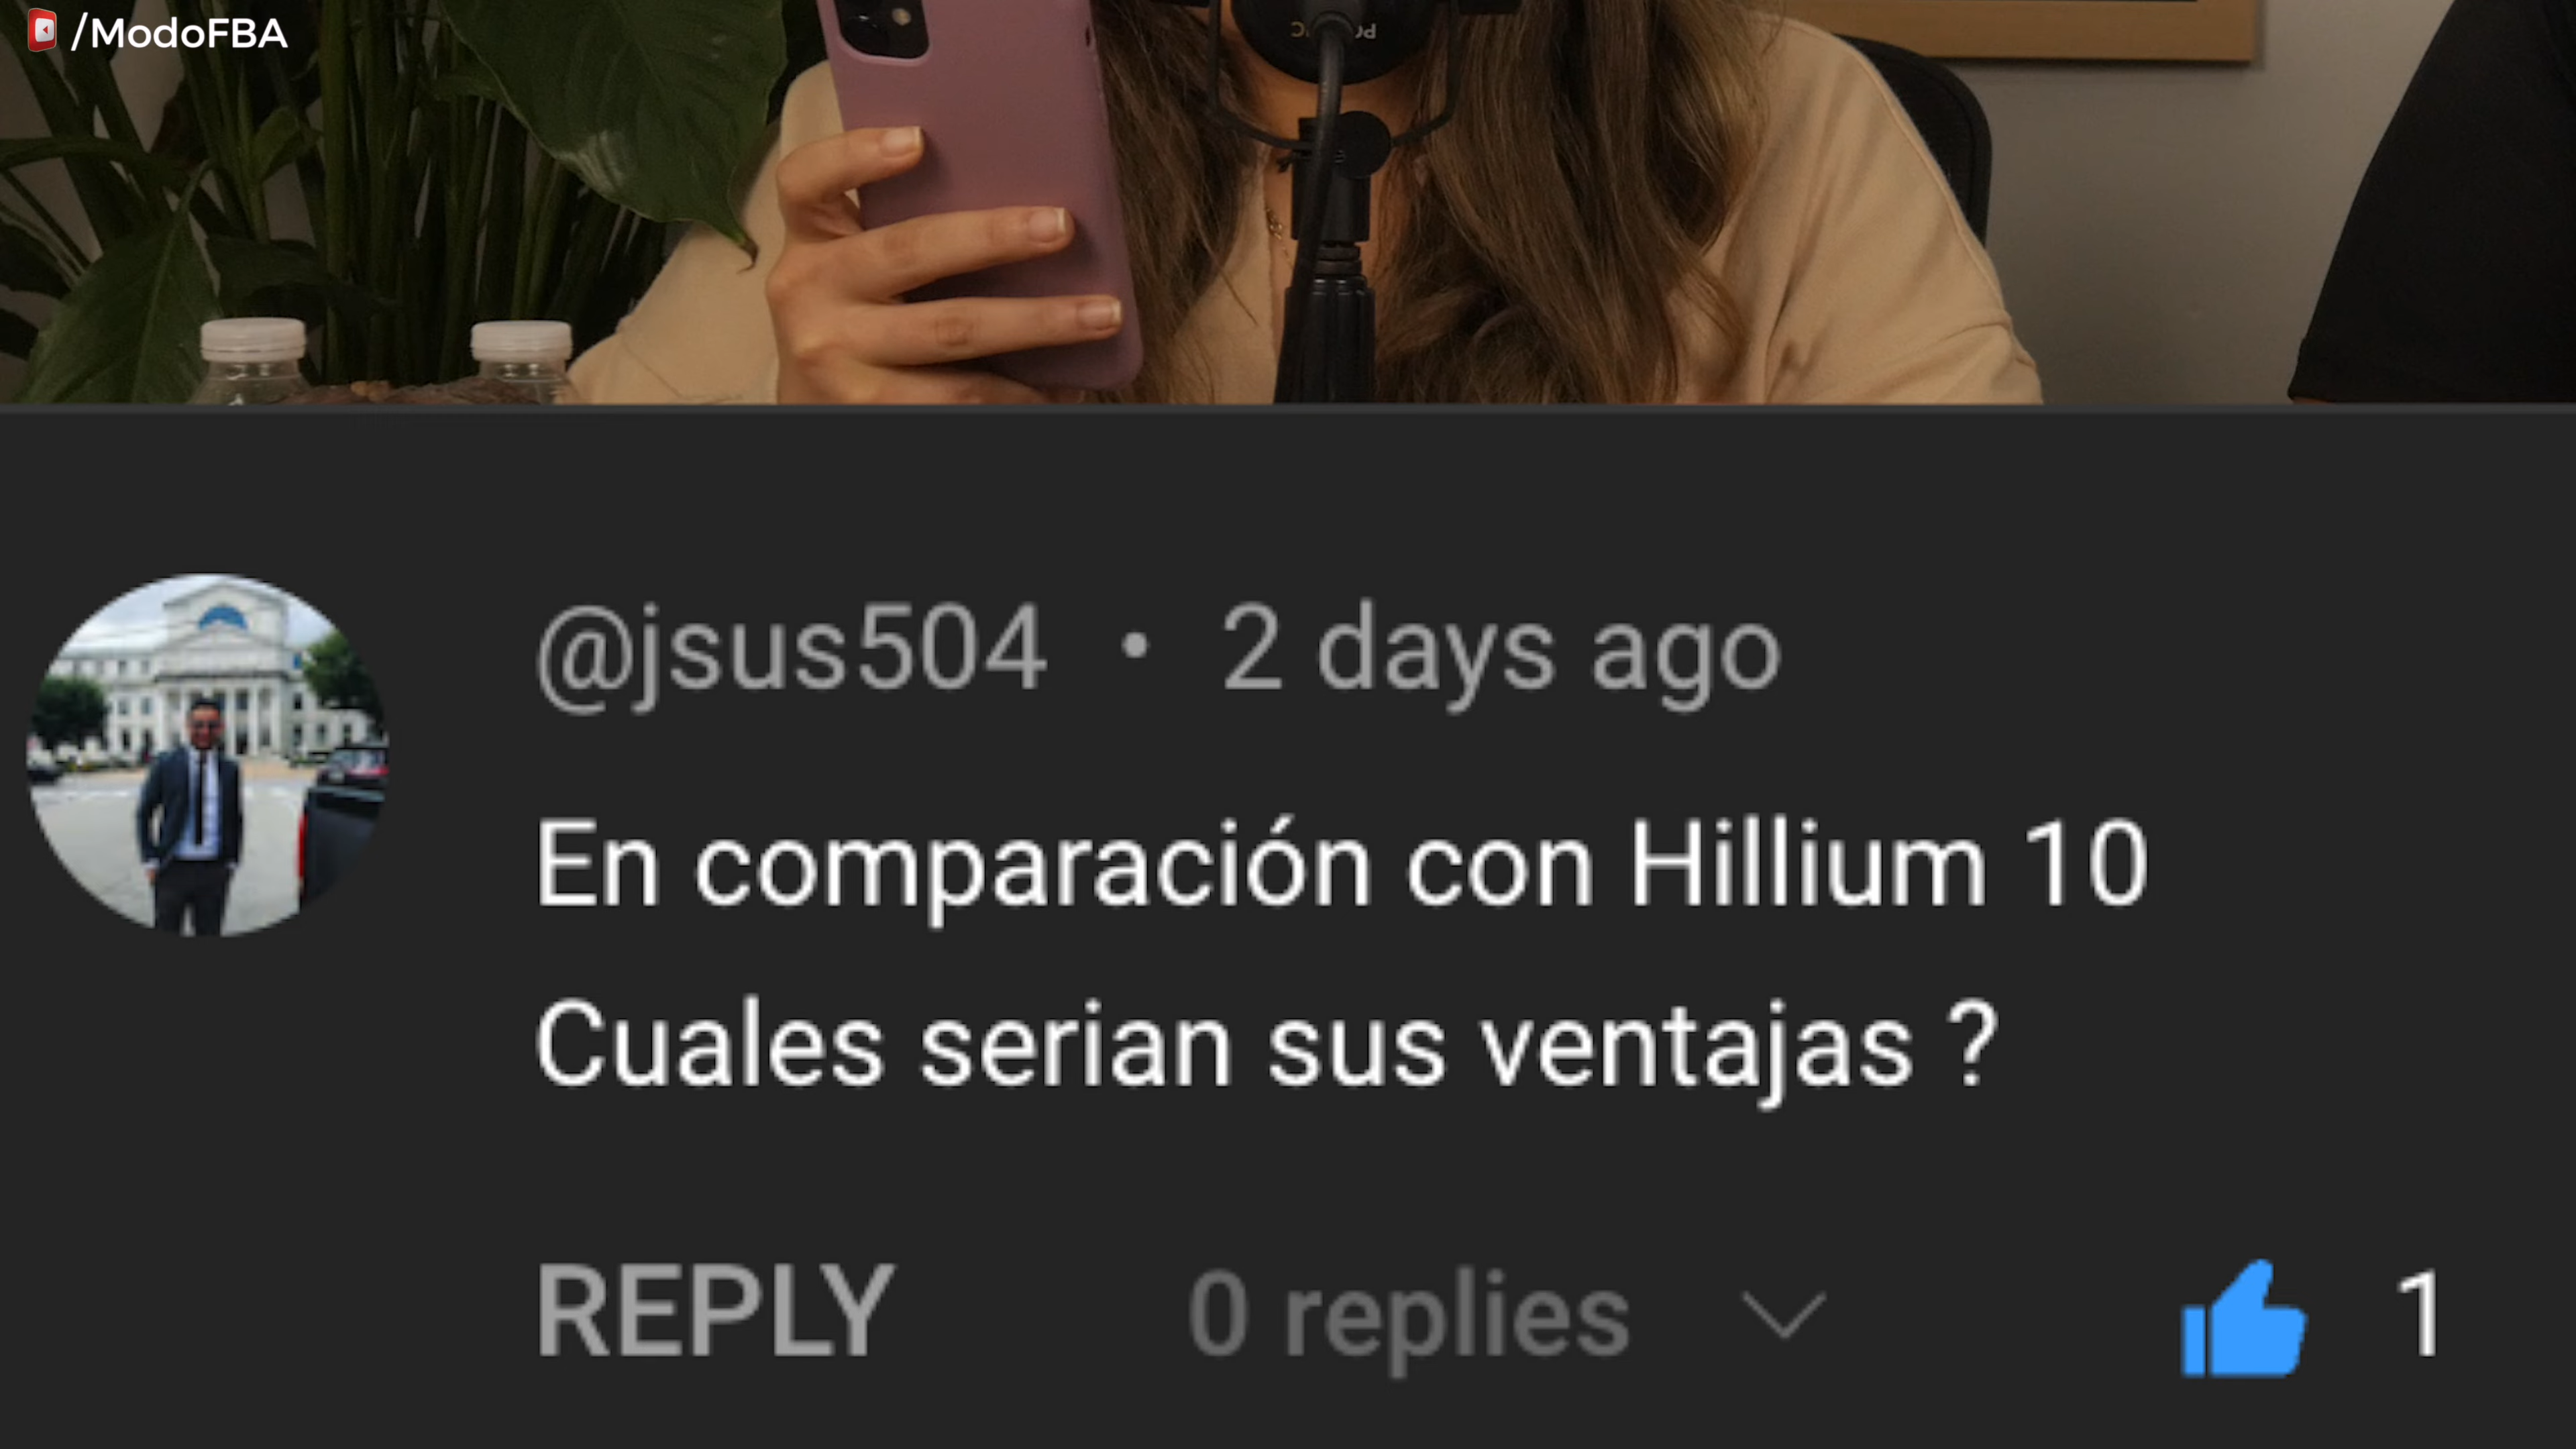 /ModoFBA
@jsus504 • 2 days ago
En comparación con Hillium 10
Cuales serian sus ventajas ?
REPLY 0 replies 1